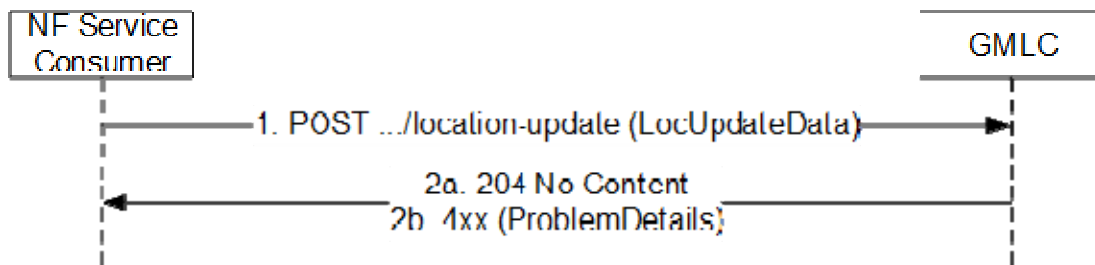 NF Service
Consumer
GMLC
1. POST .../location-update (LocUpdateData)
2a. 204 No Content
2b. 4xx (ProblemDetails)